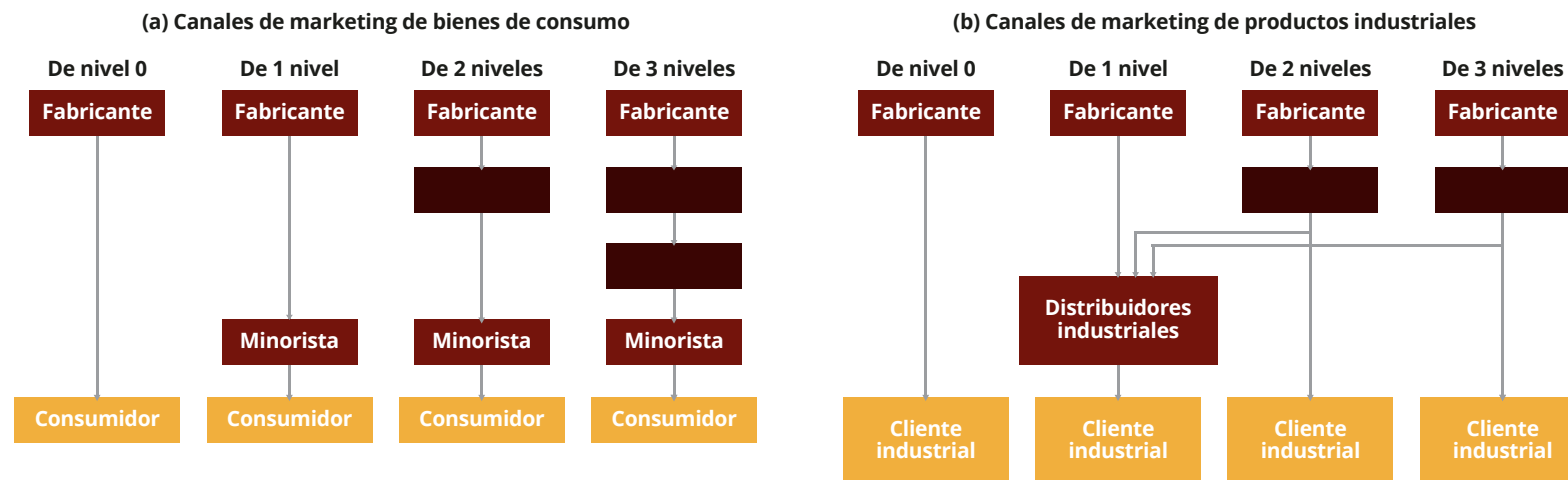 (a) Canales de marketing de bienes de consumo
De nivel 0
De 1 nivel
De 2 niveles
De 3 niveles
Fabricante
Fabricante
Fabricante
Fabricante
Minorista
Minorista
Minorista
Consumidor
Consumidor
Consumidor
Consumidor
(b) Canales de marketing de productos industriales
De nivel 0
De 1 nivel
De 2 niveles
De 3 niveles
Fabricante
Fabricante
Fabricante
Fabricante
Distribuidores
industriales
Cliente
industrial
Cliente
industrial
Cliente
industrial
Cliente
industrial